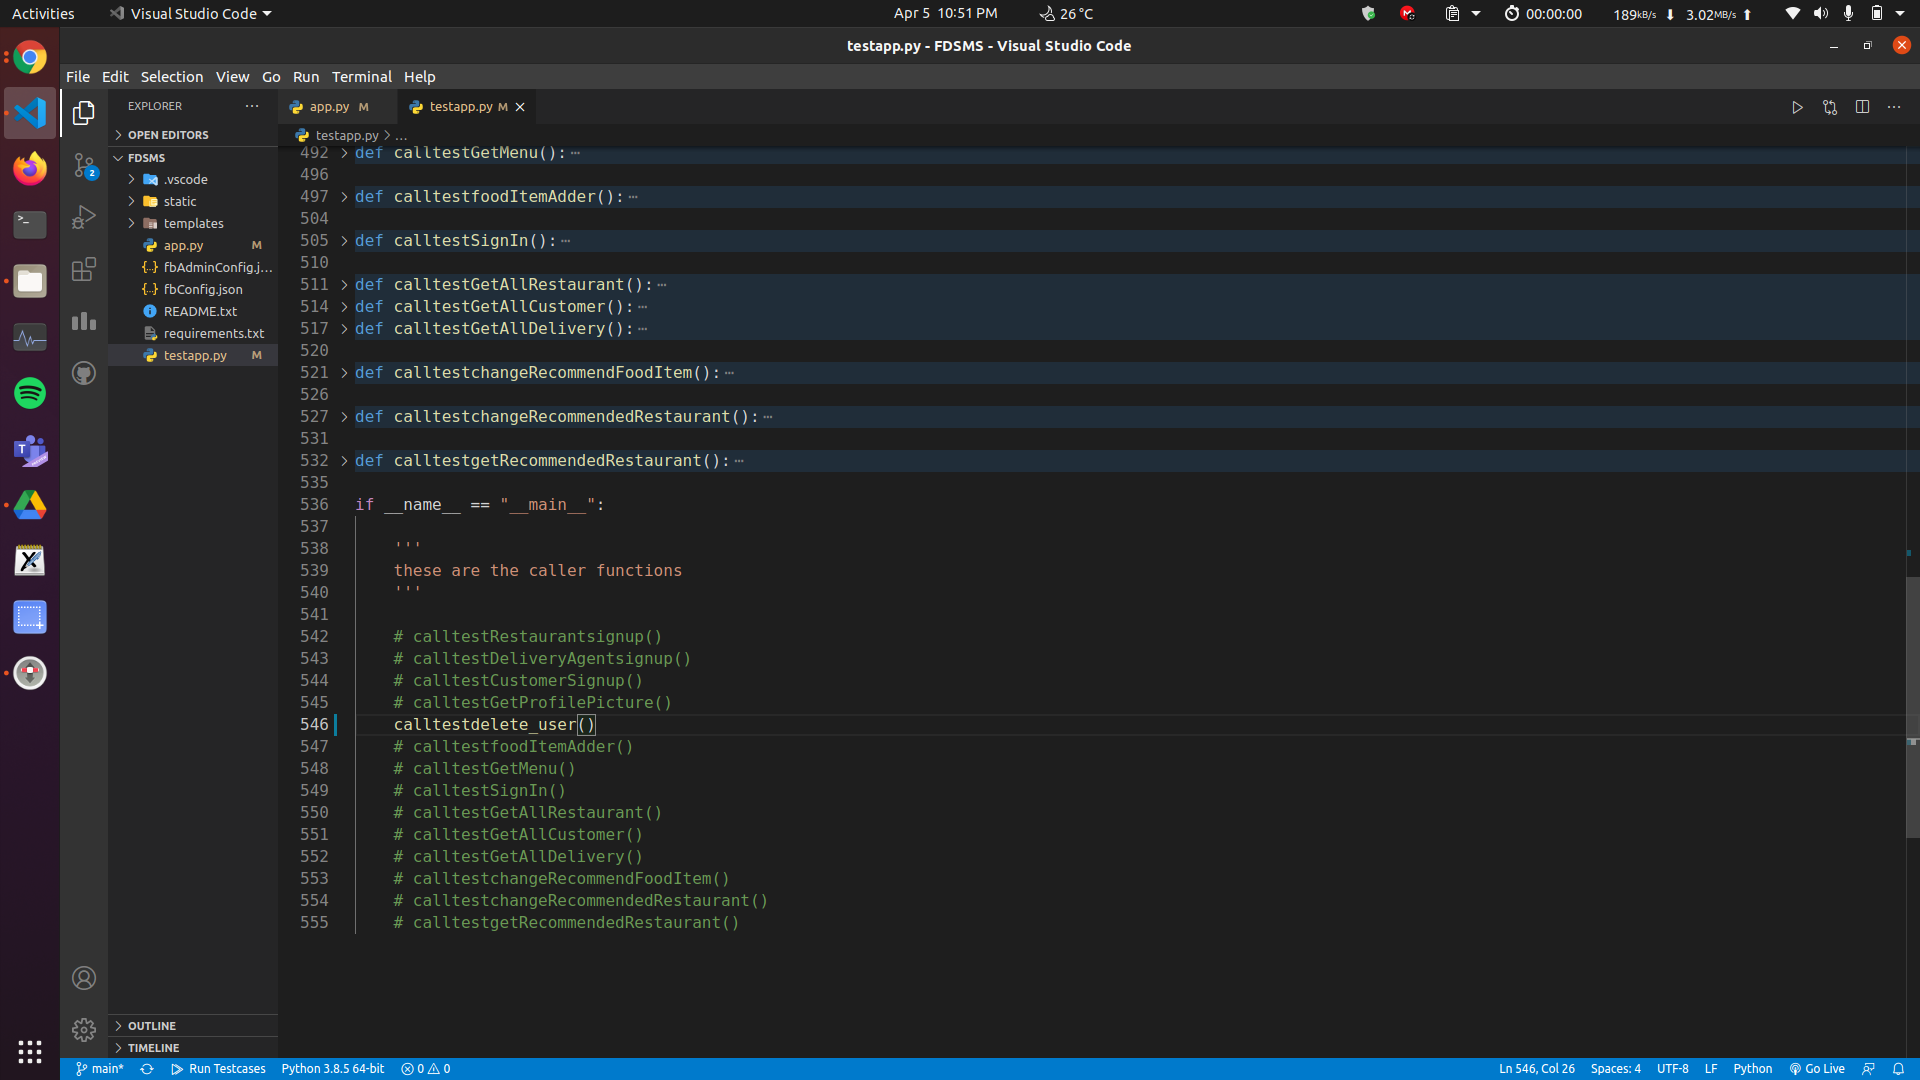 Activities Visual Studio Code Apr 5 10:51 PM 26 °C 00:00:00 189kB/s 3.02MB/s
testapp.py - FDSMS - Visual Studio Code
File Edit Selection View Go Run Terminal Help
EXPLORER
app.py M testapp.py M
OPEN EDITORS
testapp.py > ...
FDSMS
.vscode
static
templates
app.py M
fbAdminConfig.j...
fbConfig.json
README.txt
requirements.txt
testapp.py M
2
492 def calltestGetMenu():
496
497 def calltestfoodItemAdder():
504
505 def calltestSignIn():
510
511 def calltestGetAllRestaurant():
514 def calltestGetAllCustomer():
517 def calltestGetAllDelivery():
520
521 def calltestchangeRecommendFoodItem():
526
527 def calltestchangeRecommendedRestaurant():
531
532 def calltestgetRecommendedRestaurant():
535
536 if __name__ == "__main__":
537
538 '''
539 these are the caller functions
540 '''
541
542 # calltestRestaurantsignup()
543 # calltestDeliveryAgentsignup()
544 # calltestCustomerSignup()
545 # calltestGetProfilePicture()
546 calltestdelete_user()
547 # calltestfoodItemAdder()
548 # calltestGetMenu()
549 # calltestSignIn()
550 # calltestGetAllRestaurant()
551 # calltestGetAllCustomer()
552 # calltestGetAllDelivery()
553 # calltestchangeRecommendFoodItem()
554 # calltestchangeRecommendedRestaurant()
555 # calltestgetRecommendedRestaurant()
OUTLINE
TIMELINE
main* Run Testcases Python 3.8.5 64-bit 0 0 Ln 546, Col 26 Spaces: 4 UTF-8 LF Python Go Live